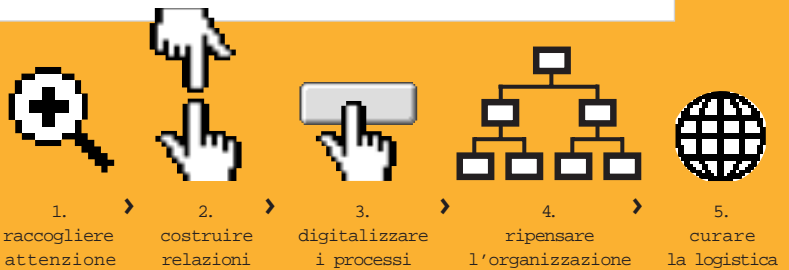 1.
raccogliere
attenzione
2.
costruire
relazioni
3.
digitalizzare
i processi
4.
ripensare
l'organizzazione
5.
curare
la logistica